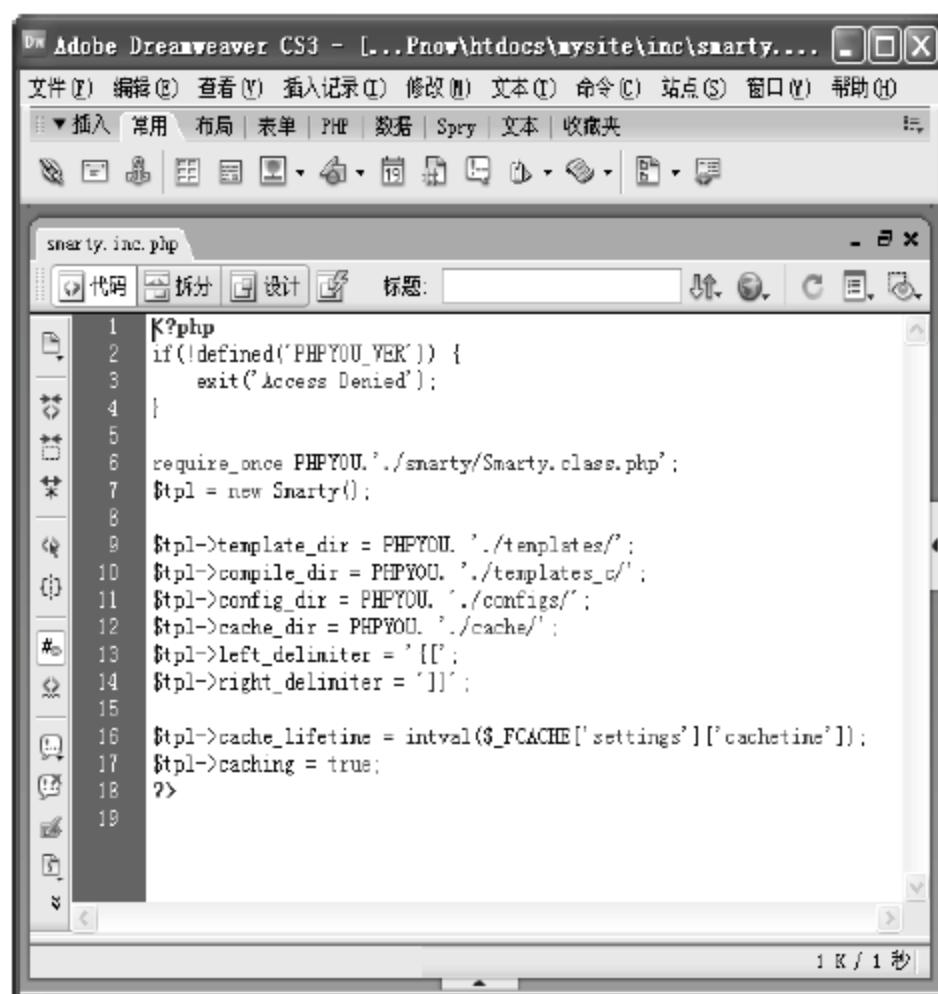 Adobe Dreamweaver CS3 - [...Pnow\htdocs\mysite\inc\smarty....
文件(F) 编辑(E) 查看(V) 插入记录(I) 修改(M) 文本(T) 命令(C) 站点(S) 窗口(W) 帮助(H)
▼插入 常用 布局 表单 PHP 数据 Spry 文本 收藏夹
19
smarty.inc.php
代码 拆分 设计 标题:
1 <?php
2 if(!defined('PHPYOU_VER')) {
3 exit('Access Denied');
4 }
5
6 require_once PHPYOU.'./smarty/Smarty.class.php';
7 $tpl = new Smarty();
8
9 $tpl->template_dir = PHPYOU. './templates/';
10 $tpl->compile_dir = PHPYOU. './templates_c/';
11 $tpl->config_dir = PHPYOU. './configs/';
12 $tpl->cache_dir = PHPYOU. './cache/';
13 $tpl->left_delimiter = '[[';
14 $tpl->right_delimiter = ']]';
15
16 $tpl->cache_lifetime = intval($_FCACHE['settings']['cachetime']);
17 $tpl->caching = true;
18 ?>
19
1 K / 1 秒